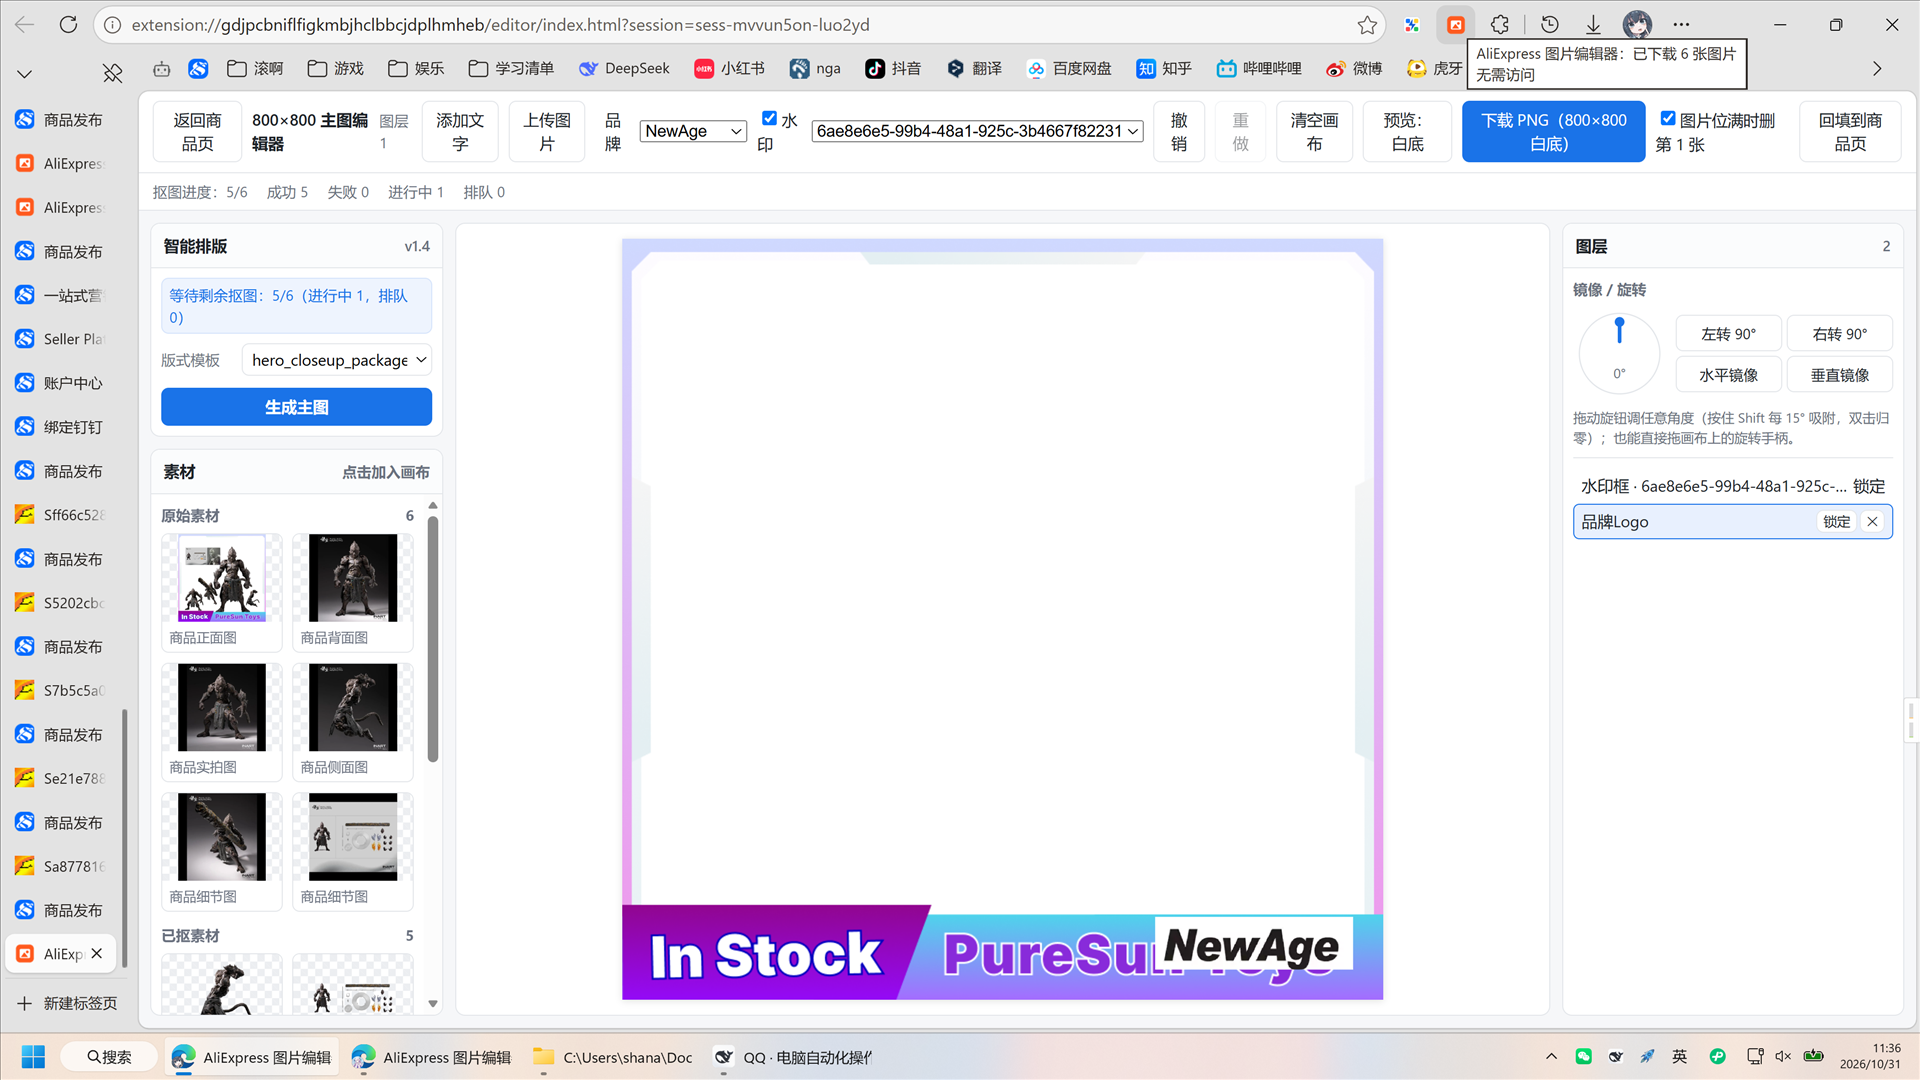 extension://gdjpcbniflfigkmbjhclbbcjdplhmheb/editor/index.html?session=sess-mvvun5on-luo2yd
AliExpress 图片编辑器：已下载 6 张图片
无需访问
滚啊
游戏
娱乐
学习清单
DeepSeek
小红书
nga
抖音
翻译
百度网盘
知乎
哔哩哔哩
微博
虎牙
商品发布
AliExpres
AliExpres
商品发布
一站式营
Seller Pla
账户中心
绑定钉钉
商品发布
Sff66c528
商品发布
S5202cbc
商品发布
S7b5c5a0
商品发布
Se21e788
商品发布
Sa877816
商品发布
AliExp
新建标签页
返回商
品页
800×800 主图编
辑器
图层
1
添加文
字
上传图
片
品
牌
NewAge
水
印
6ae8e6e5-99b4-48a1-925c-3b4667f82231
撤
销
重
做
清空画
布
预览：
白底
下载 PNG（800×800
白底）
图片位满时删
第 1 张
回填到商
品页
抠图进度：5/6 成功 5 失败 0 进行中 1 排队 0
智能排版
v1.4
等待剩余抠图：5/6（进行中 1，排队
0）
版式模板
hero_closeup_package
生成主图
素材
点击加入画布
原始素材
6
In Stock PureSun Toys
商品正面图
商品背面图
商品实拍图
商品侧面图
商品细节图
商品细节图
已抠素材
5
In Stock
PureSun Toys
NewAge
图层
2
镜像 / 旋转
0°
左转 90°
右转 90°
水平镜像
垂直镜像
拖动旋钮调任意角度（按住 Shift 每 15° 吸附，双击归
零）；也能直接拖画布上的旋转手柄。
水印框 · 6ae8e6e5-99b4-48a1-925c-... 锁定
品牌Logo
锁定
搜索
AliExpress 图片编辑
AliExpress 图片编辑
C:\Users\shana\Doc
QQ · 电脑自动化操作
英
11:36
2026/10/31